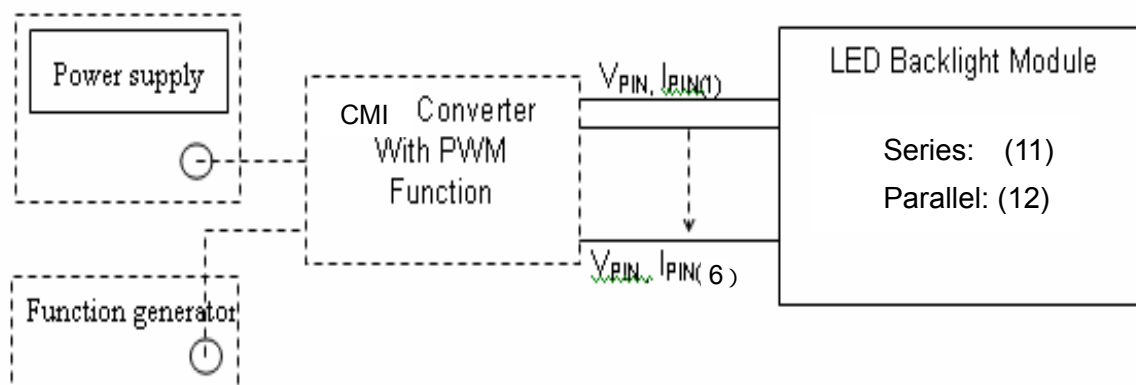 Power supply
CMI Converter
With PWM
Function
VPIN, IPIN(1)
VPIN, IPIN( 6)
LED Backlight Module
Series: (11)
Parallel: (12)
Function generator